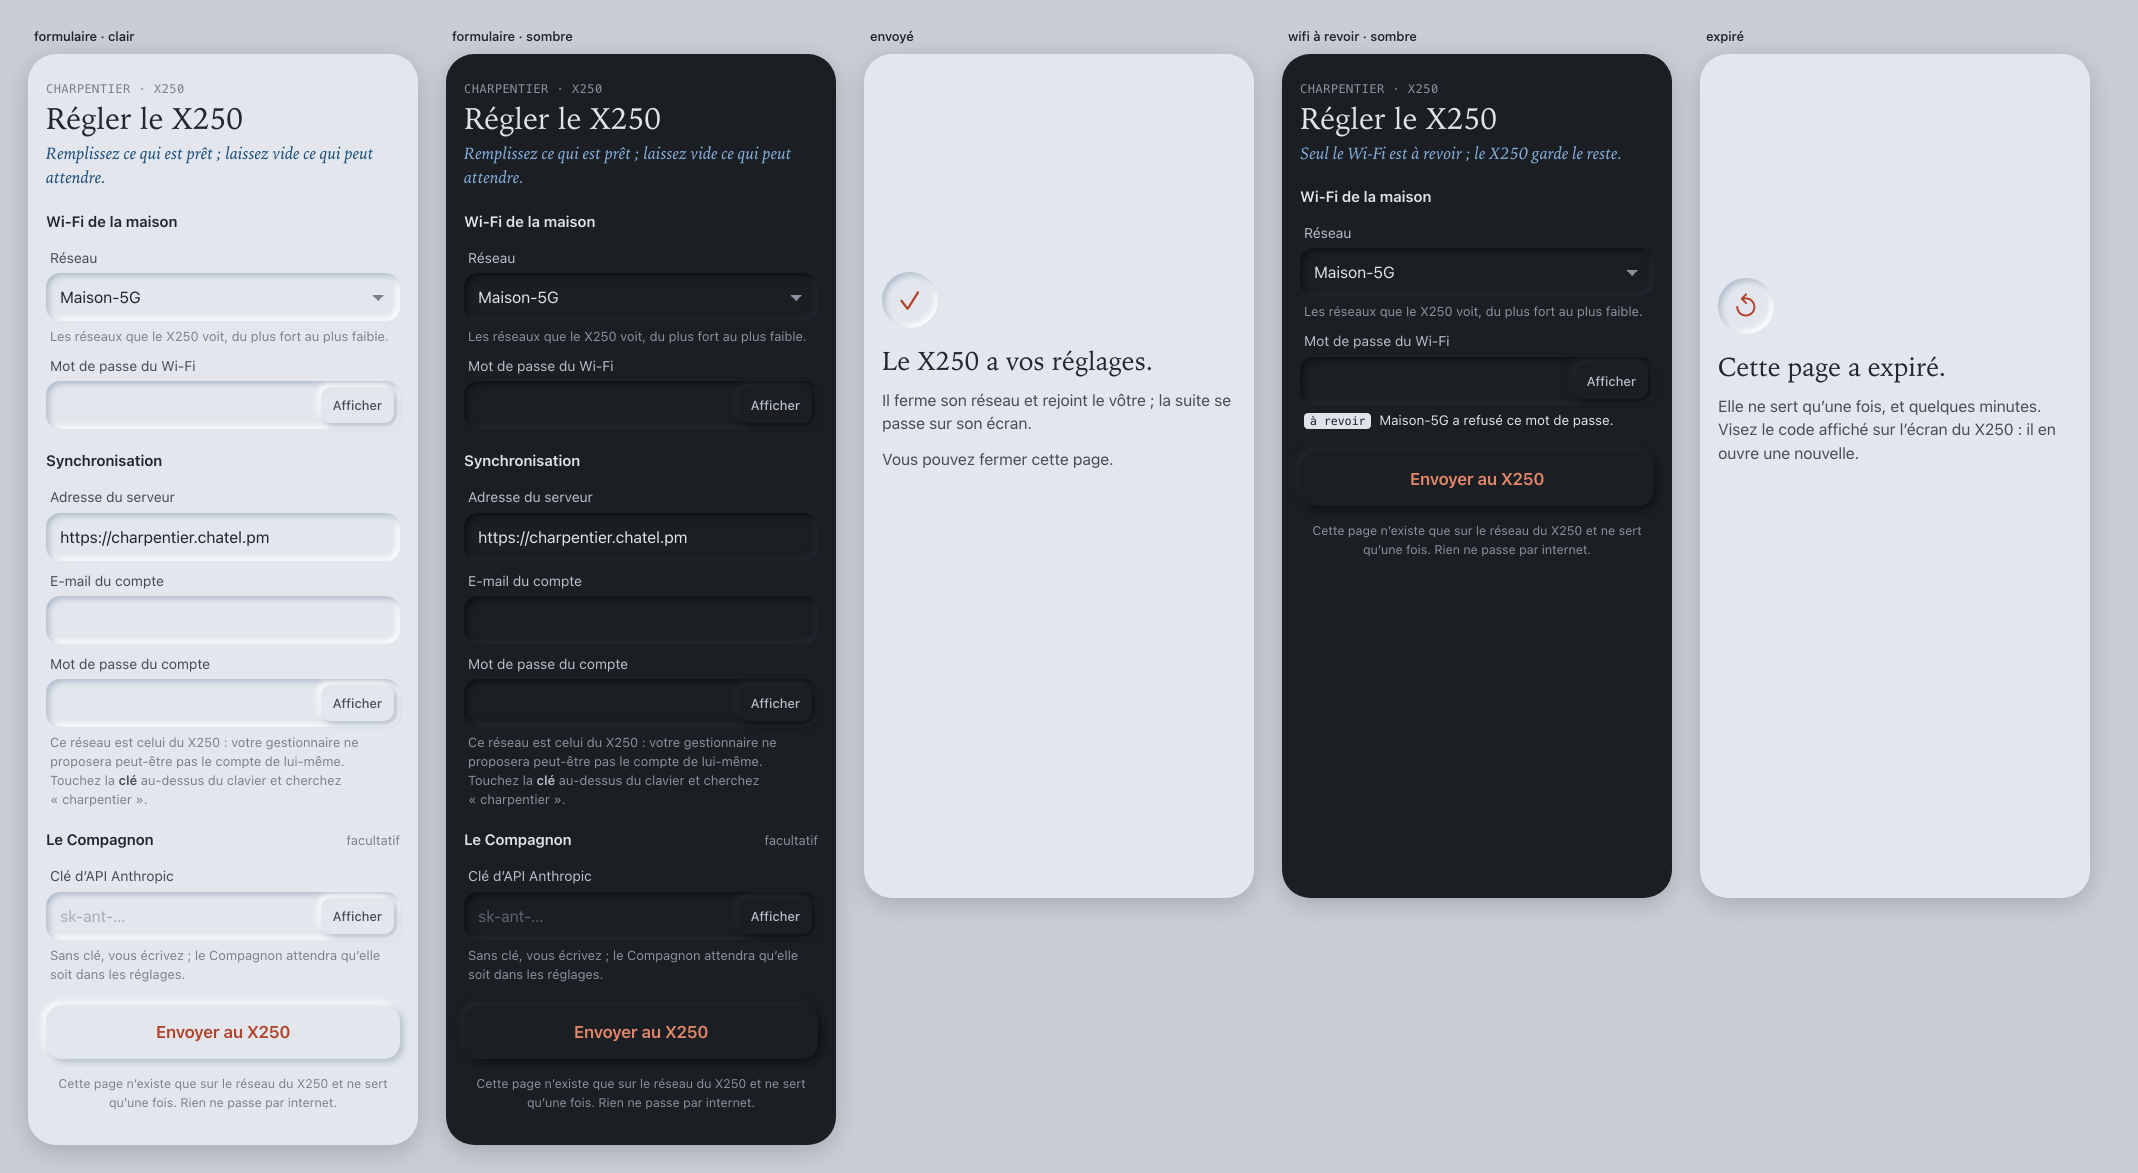 formulaire · clair
CHARPENTIER · X250
Régler le X250
Remplissez ce qui est prêt ; laissez vide ce qui peut
attendre.
Wi-Fi de la maison
Réseau
Maison-5G
Les réseaux que le X250 voit, du plus fort au plus faible.
Mot de passe du Wi-Fi
Afficher
Synchronisation
Adresse du serveur
https://charpentier.chatel.pm
E-mail du compte
Mot de passe du compte
Afficher
Ce réseau est celui du X250 : votre gestionnaire ne
proposera peut-être pas le compte de lui-même.
Touchez la clé au-dessus du clavier et cherchez
« charpentier ».
Le Compagnon facultatif
Clé d’API Anthropic
sk-ant-… Afficher
Sans clé, vous écrivez ; le Compagnon attendra qu’elle
soit dans les réglages.
Envoyer au X250
Cette page n’existe que sur le réseau du X250 et ne sert
qu’une fois. Rien ne passe par internet.
formulaire · sombre
CHARPENTIER · X250
Régler le X250
Remplissez ce qui est prêt ; laissez vide ce qui peut
attendre.
Wi-Fi de la maison
Réseau
Maison-5G
Les réseaux que le X250 voit, du plus fort au plus faible.
Mot de passe du Wi-Fi
Afficher
Synchronisation
Adresse du serveur
https://charpentier.chatel.pm
E-mail du compte
Mot de passe du compte
Afficher
Ce réseau est celui du X250 : votre gestionnaire ne
proposera peut-être pas le compte de lui-même.
Touchez la clé au-dessus du clavier et cherchez
« charpentier ».
Le Compagnon facultatif
Clé d’API Anthropic
sk-ant-… Afficher
Sans clé, vous écrivez ; le Compagnon attendra qu’elle
soit dans les réglages.
Envoyer au X250
Cette page n’existe que sur le réseau du X250 et ne sert
qu’une fois. Rien ne passe par internet.
envoyé
Le X250 a vos réglages.
Il ferme son réseau et rejoint le vôtre ; la suite se
passe sur son écran.
Vous pouvez fermer cette page.
wifi à revoir · sombre
CHARPENTIER · X250
Régler le X250
Seul le Wi-Fi est à revoir ; le X250 garde le reste.
Wi-Fi de la maison
Réseau
Maison-5G
Les réseaux que le X250 voit, du plus fort au plus faible.
Mot de passe du Wi-Fi
Afficher
à revoir Maison-5G a refusé ce mot de passe.
Envoyer au X250
Cette page n’existe que sur le réseau du X250 et ne sert
qu’une fois. Rien ne passe par internet.
expiré
Cette page a expiré.
Elle ne sert qu’une fois, et quelques minutes.
Visez le code affiché sur l’écran du X250 : il en
ouvre une nouvelle.